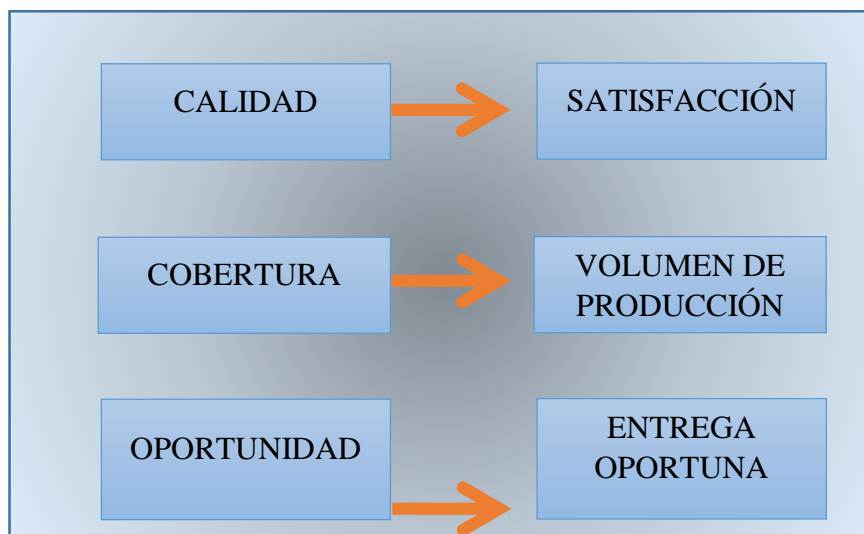 CALIDAD
SATISFACCIÓN
COBERTURA
VOLUMEN DE
PRODUCCIÓN
OPORTUNIDAD
ENTREGA
OPORTUNA